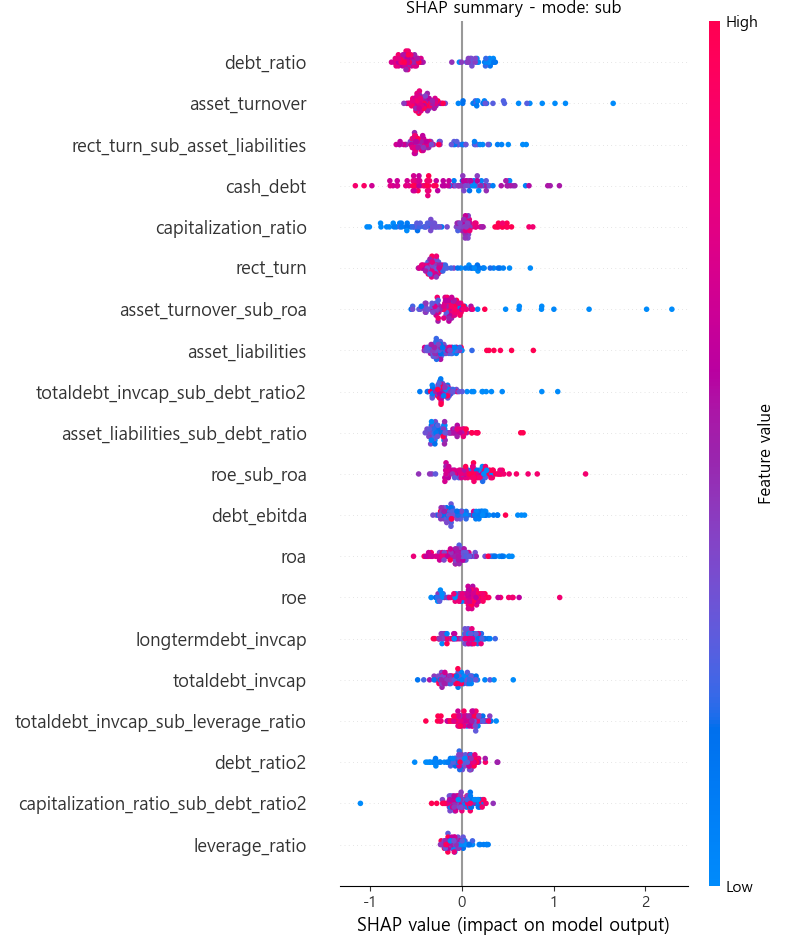 SHAP summary - mode: sub
High
debt_ratio
asset_turnover
rect_turn_sub_asset_liabilities
cash_debt
capitalization_ratio
rect_turn
asset_turnover_sub_roa
asset_liabilities
totaldebt_invcap_sub_debt_ratio2
asset_liabilities_sub_debt_ratio
roe_sub_roa
debt_ebitda
roa
roe
longtermdebt_invcap
totaldebt_invcap
totaldebt_invcap_sub_leverage_ratio
debt_ratio2
capitalization_ratio_sub_debt_ratio2
leverage_ratio
Feature value
Low
-1 0 1 2
SHAP value (impact on model output)